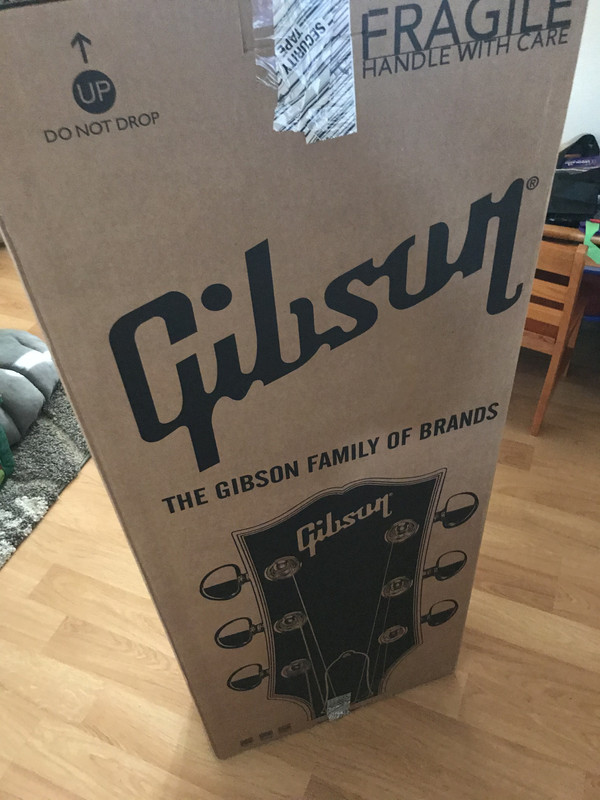 UP
DO NOT DROP
SECURITY
TAPE
FRAGILE
HANDLE WITH CARE
Gibson®
THE GIBSON FAMILY OF BRANDS
Gibson